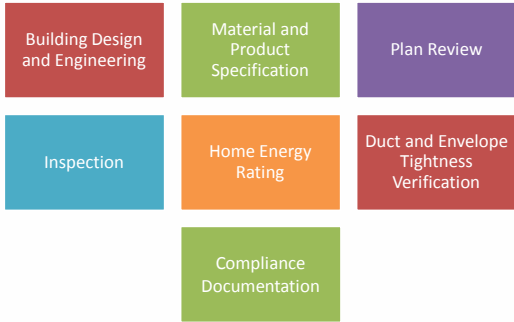 Building Design
and Engineering
Material and
Product
Specification
Plan Review
Inspection
Home Energy
Rating
Duct and Envelope
Tightness
Verification
Compliance
Documentation